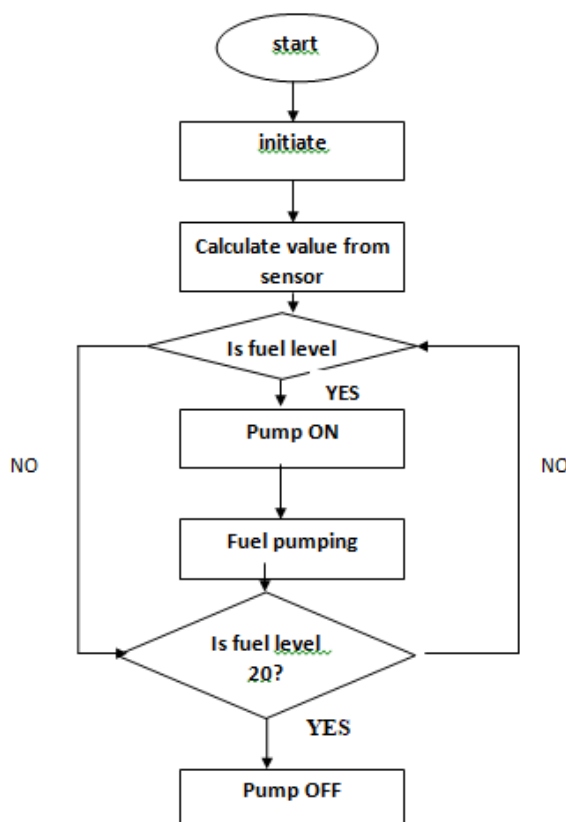 start
initiate
Calculate value from
sensor
Is fuel level
YES
Pump ON
NO
NO
Fuel pumping
Is fuel level
20?
YES
Pump OFF